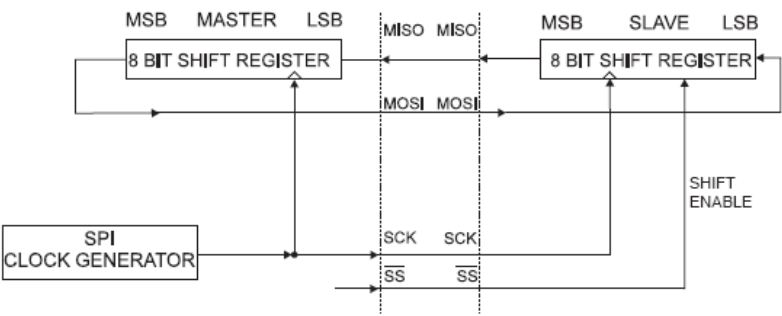 MSB MASTER LSB
MISO MISO
MSB SLAVE LSB
8 BIT SHIFT REGISTER
8 BIT SHIFT REGISTER
MOSI MOSI
SHIFT
ENABLE
SPI
CLOCK GENERATOR
SCK SCK
SS SS